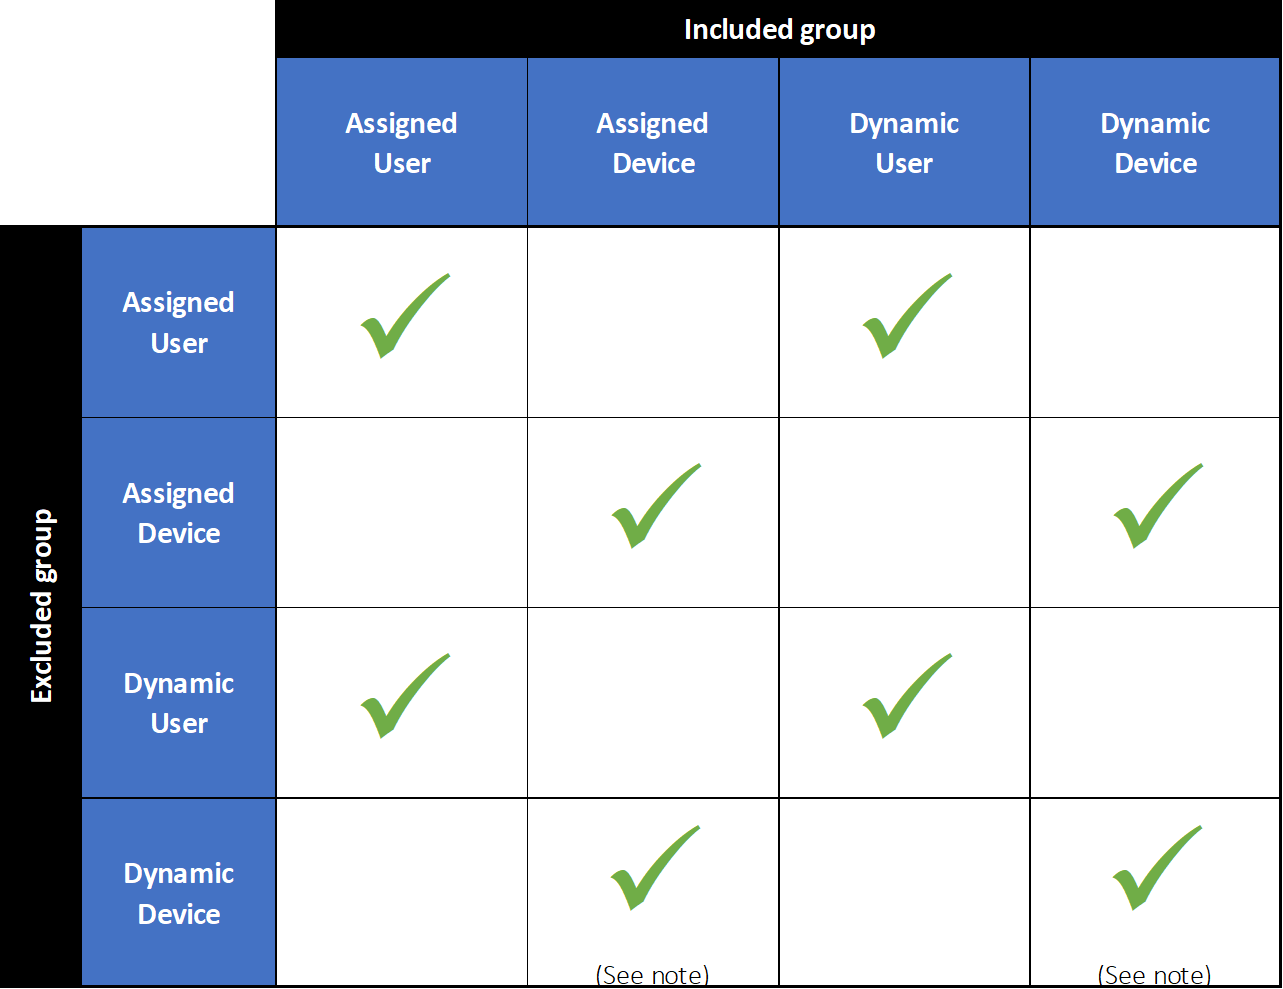 Included group
Assigned
User
Assigned
Device
Dynamic
User
Dynamic
Device
Excluded group
Assigned
User
Assigned
Device
Dynamic
User
Dynamic
Device
(See note)
(See note)